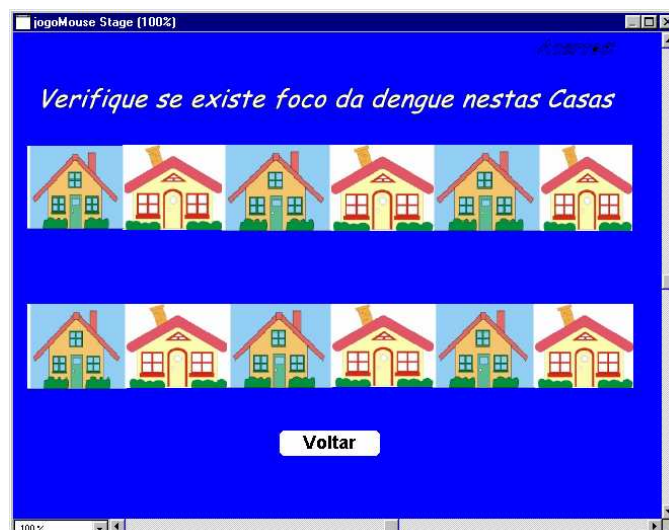 jogoMouse Stage (100%)
Verifique se existe foco da dengue nestas Casas
Voltar
100%